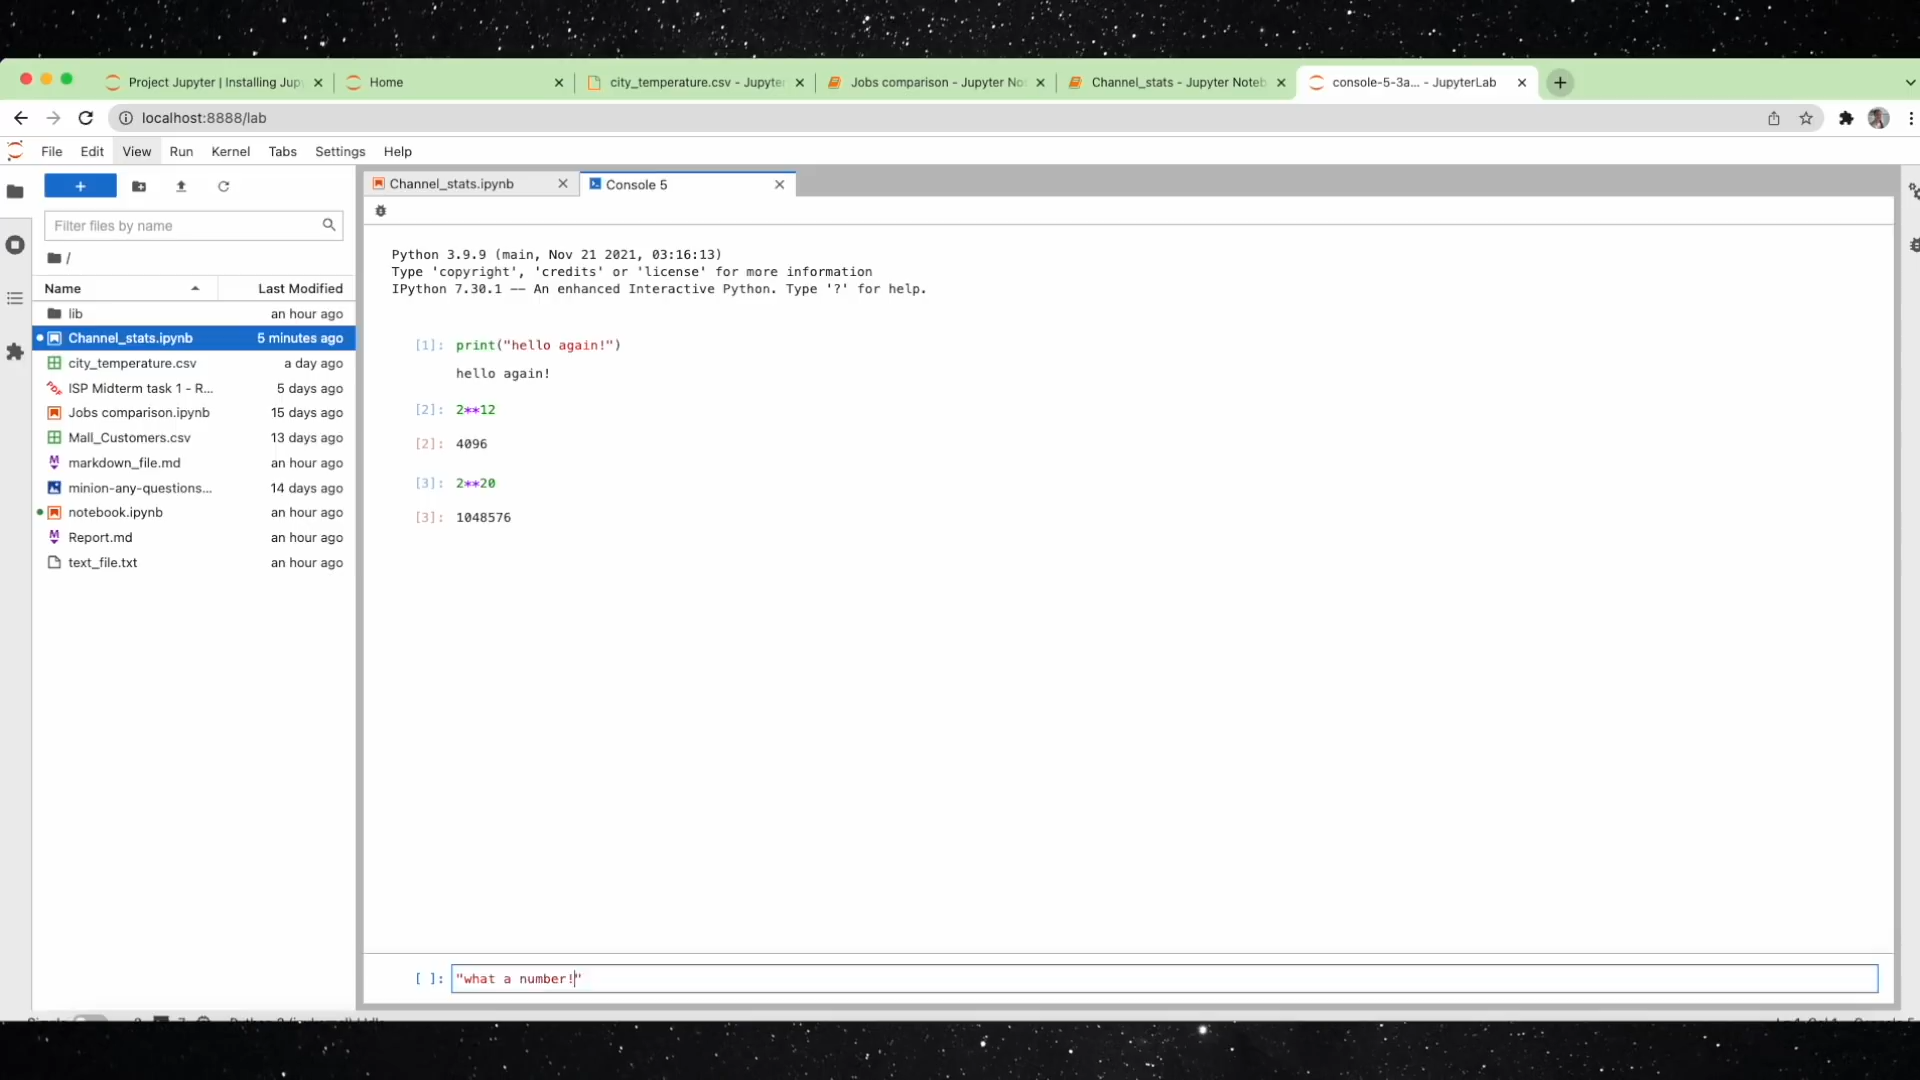 Project Jupyter | Installing Jup
Home
city_temperature.csv - Jupyte
Jobs comparison - Jupyter No
Channel_stats - Jupyter Noteb
console-5-3a... - JupyterLab
localhost:8888/lab
File Edit View Run Kernel Tabs Settings Help
Filter files by name
/
Name Last Modified
lib an hour ago
Channel_stats.ipynb 5 minutes ago
city_temperature.csv a day ago
ISP Midterm task 1 - R... 5 days ago
Jobs comparison.ipynb 15 days ago
Mall_Customers.csv 13 days ago
markdown_file.md an hour ago
minion-any-questions... 14 days ago
notebook.ipynb an hour ago
Report.md an hour ago
text_file.txt an hour ago
Channel_stats.ipynb
Console 5
Python 3.9.9 (main, Nov 21 2021, 03:16:13)
Type 'copyright', 'credits' or 'license' for more information
IPython 7.30.1 -- An enhanced Interactive Python. Type '?' for help.
[1]: print("hello again!")
hello again!
[2]: 2**12
[2]: 4096
[3]: 2**20
[3]: 1048576
[ ]: "what a number!"